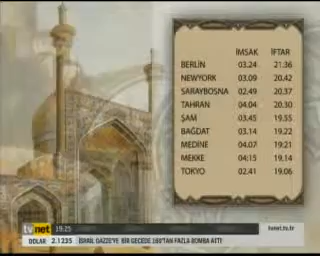 İMSAK İFTAR
BERLİN 03.24 21.36
NEWYORK 03.09 20.42
SARAYBOSNA 02.49 20.37
TAHRAN 04.04 20.30
ŞAM 03.45 19.55
BAĞDAT 03.14 19.22
MEDİNE 04.07 19.21
MEKKE 04:15 19.14
TOKYO 02.41 19.06
tvnet 19:25 tvnet.tv.tr
DOLAR 2.1235 İSRAİL GAZZE'YE BİR GECEDE 160'TAN FAZLA BOMBA ATTI